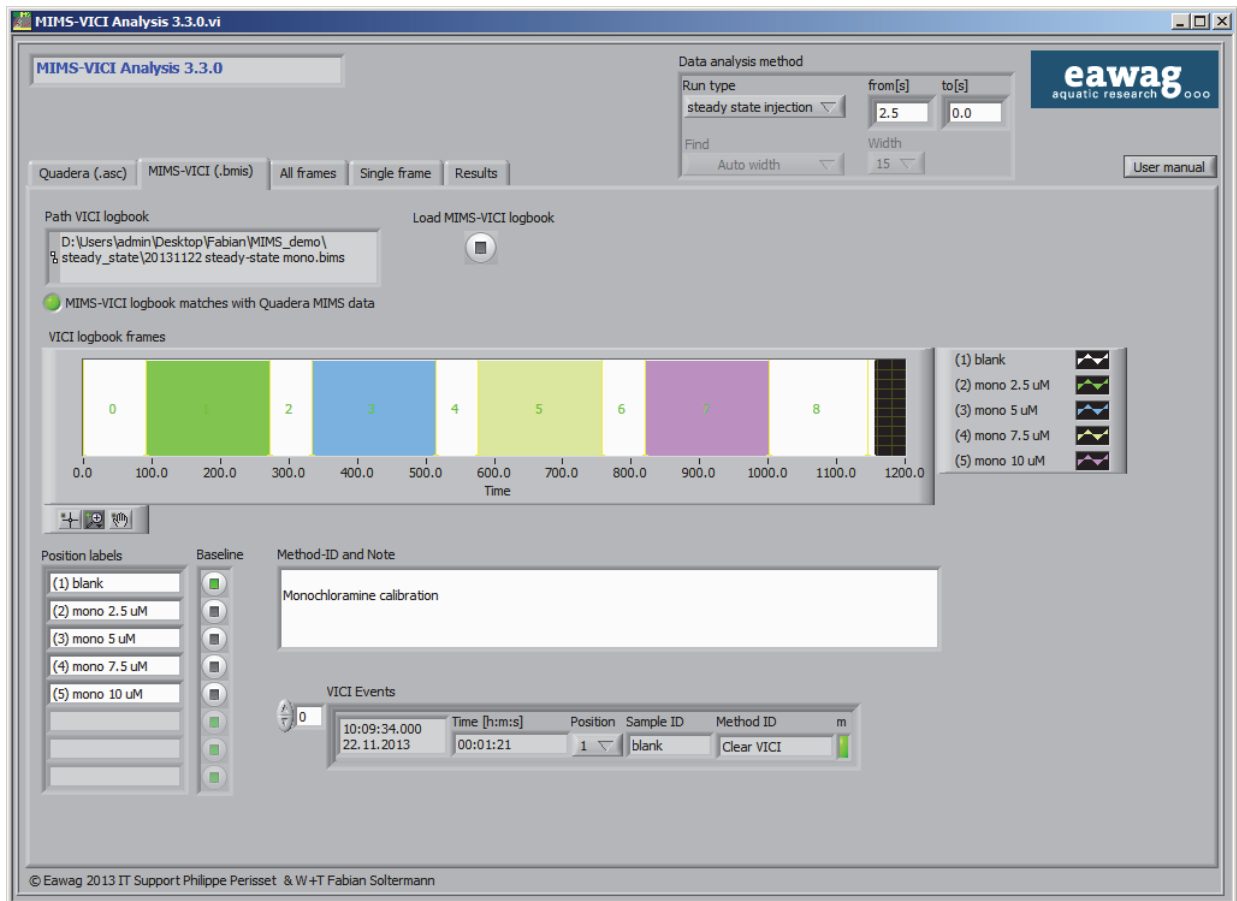 MIMS-VICI Analysis 3.3.0.vi
MIMS-VICI Analysis 3.3.0
Data analysis method
Run type
from[s]
to[s]
steady state injection
2.5
0.0
Find
Width
Auto width
15
eawag
aquatic research
User manual
Quadera (.asc)
MIMS-VICI (.bmis)
All frames
Single frame
Results
Path VICI logbook
Load MIMS-VICI logbook
D:\Users\admin\Desktop\Fabian\MIMS_demo\
steady_state\20131122 steady-state mono.bims
MIMS-VICI logbook matches with Quadera MIMS data
VICI logbook frames
0 1 2 3 4 5 6 7 8
0.0 100.0 200.0 300.0 400.0 500.0 600.0 700.0 800.0 900.0 1000.0 1100.0 1200.0
Time
(1) blank
(2) mono 2.5 uM
(3) mono 5 uM
(4) mono 7.5 uM
(5) mono 10 uM
Position labels
Baseline
Method-ID and Note
(1) blank
(2) mono 2.5 uM
(3) mono 5 uM
(4) mono 7.5 uM
(5) mono 10 uM
Monochloramine calibration
VICI Events
0
10:09:34.000
22.11.2013
Time [h:m:s]
Position
Sample ID
Method ID
m
00:01:21
1
blank
Clear VICI
© Eawag 2013 IT Support Philippe Perisset & W+T Fabian Soltermann